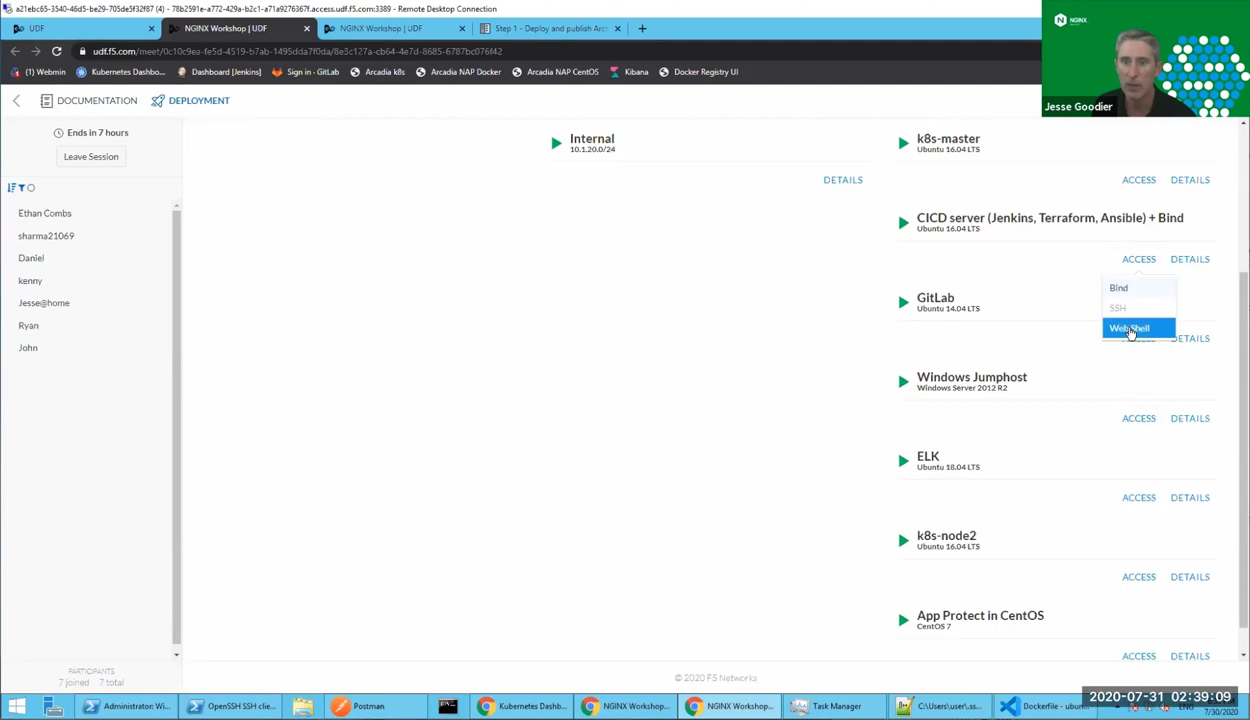 a21ebc65-3540-46d5-be29-705de5f32f87 (4) - 78b2591e-a772-429a-b2c1-a71a9276367f.access.udf.f5.com:3389 - Remote Desktop Connection
UDF
NGINX Workshop | UDF
NGINX Workshop | UDF
Step 1 - Deploy and publish Arc
udf.f5.com/meet/0c10c9ea-fe5d-4519-b7ab-1495dda7f0da/8e3c127a-cb64-4e7d-8685-6787bc076f42
(1) Webmin
Kubernetes Dashbo...
Dashboard [Jenkins]
Sign in · GitLab
Arcadia k8s
Arcadia NAP Docker
Arcadia NAP CentOS
Kibana
Docker Registry UI
NGINX
Jesse Goodier
DOCUMENTATION
DEPLOYMENT
Ends in 7 hours
Leave Session
Ethan Combs
sharma21069
Daniel
kenny
Jesse@home
Ryan
John
PARTICIPANTS
7 joined 7 total
Internal
10.1.20.0/24
DETAILS
k8s-master
Ubuntu 16.04 LTS
ACCESS DETAILS
CICD server (Jenkins, Terraform, Ansible) + Bind
Ubuntu 16.04 LTS
ACCESS DETAILS
Bind
SSH
Web Shell
GitLab
Ubuntu 14.04 LTS
DETAILS
Windows Jumphost
Windows Server 2012 R2
ACCESS DETAILS
ELK
Ubuntu 18.04 LTS
ACCESS DETAILS
k8s-node2
Ubuntu 16.04 LTS
ACCESS DETAILS
App Protect in CentOS
CentOS 7
ACCESS DETAILS
© 2020 F5 Networks
Administrator: Wi...
OpenSSH SSH clie...
Postman
Kubernetes Dashb...
NGINX Workshop...
NGINX Workshop...
Task Manager
C:\Users\user\.ss...
Dockerfile - ubun...
ENG
2020-07-31 02:39:09
7/30/2020